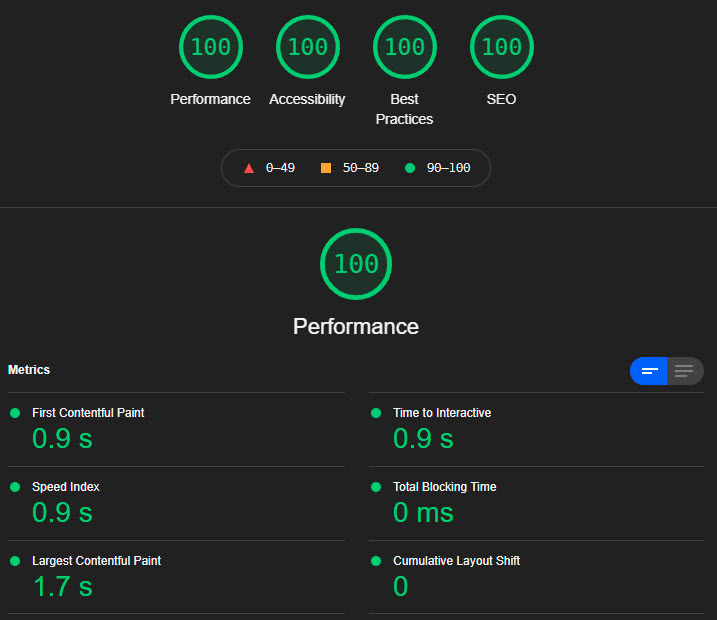 100 100 100 100
Performance Accessibility Best Practices SEO
0–49 50–89 90–100
100
Performance
Metrics
First Contentful Paint
0.9 s
Time to Interactive
0.9 s
Speed Index
0.9 s
Total Blocking Time
0 ms
Largest Contentful Paint
1.7 s
Cumulative Layout Shift
0